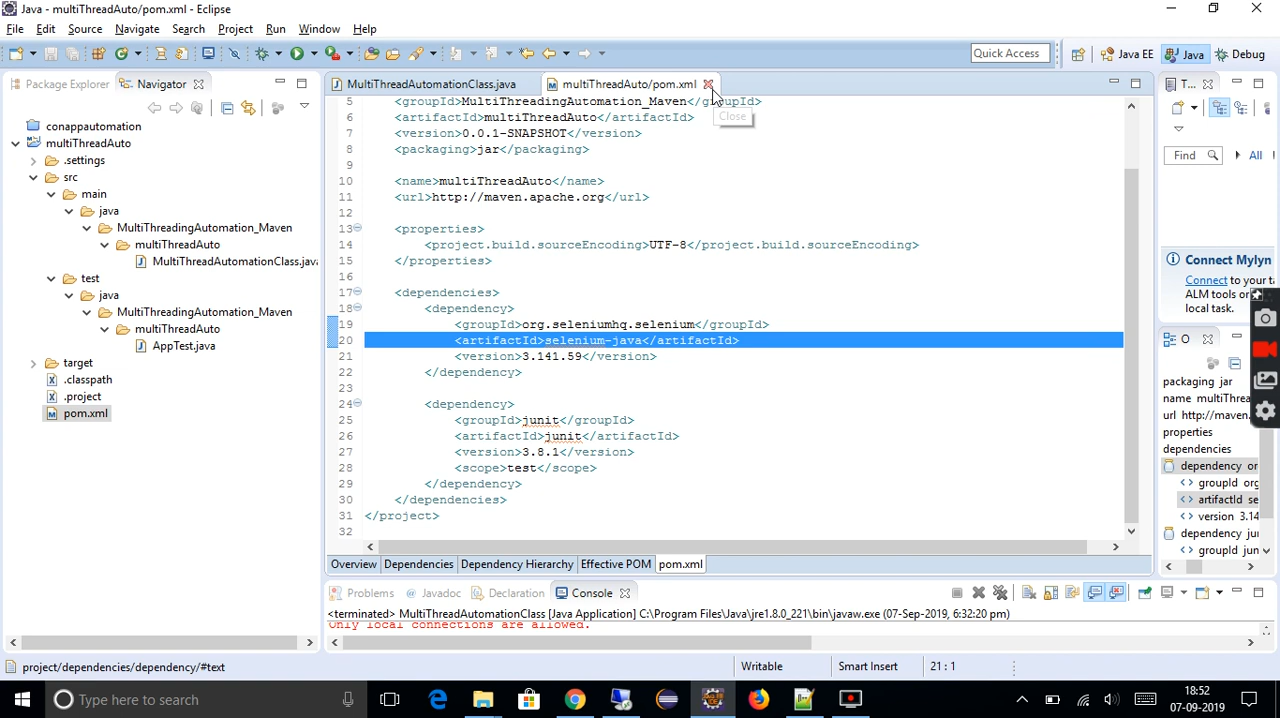 Java - multiThreadAuto/pom.xml - Eclipse
File Edit Source Refactor Navigate Search Project Run Window Help
Quick Access
Java EE
Java
Debug
Package Explorer
Navigator
conappautomation
multiThreadAuto
.settings
src
main
java
MultiThreadingAutomation_Maven
multiThreadAuto
MultiThreadAutomationClass.java
test
java
MultiThreadingAutomation_Maven
multiThreadAuto
AppTest.java
target
.classpath
.project
pom.xml
MultiThreadAutomationClass.java
multiThreadAuto/pom.xml
Close
5 <groupId>MultiThreadingAutomation_Maven</groupId>
6 <artifactId>multiThreadAuto</artifactId>
7 <version>0.0.1-SNAPSHOT</version>
8 <packaging>jar</packaging>
9
10 <name>multiThreadAuto</name>
11 <url>http://maven.apache.org</url>
12
13 <properties>
14 <project.build.sourceEncoding>UTF-8</project.build.sourceEncoding>
15 </properties>
16
17 <dependencies>
18 <dependency>
19 <groupId>org.seleniumhq.selenium</groupId>
20 <artifactId>selenium-java</artifactId>
21 <version>3.141.59</version>
22 </dependency>
23
24 <dependency>
25 <groupId>junit</groupId>
26 <artifactId>junit</artifactId>
27 <version>3.8.1</version>
28 <scope>test</scope>
29 </dependency>
30 </dependencies>
31 </project>
32
Overview Dependencies Dependency Hierarchy Effective POM pom.xml
T...
Find
All
Connect Mylyn
Connect to your ta
ALM tools or
local task.
O
packaging jar
name multiThre
url http://maven.
properties
dependencies
dependency or
groupId org
artifactId se
version 3.14
dependency jun
groupId jun
Problems
Javadoc
Declaration
Console
<terminated> MultiThreadAutomationClass [Java Application] C:\Program Files\Java\jre1.8.0_221\bin\javaw.exe (07-Sep-2019, 6:32:20 pm)
Only local connections are allowed.
project/dependencies/dependency/#text
Writable
Smart Insert
21 : 1
Type here to search
18:52
07-09-2019